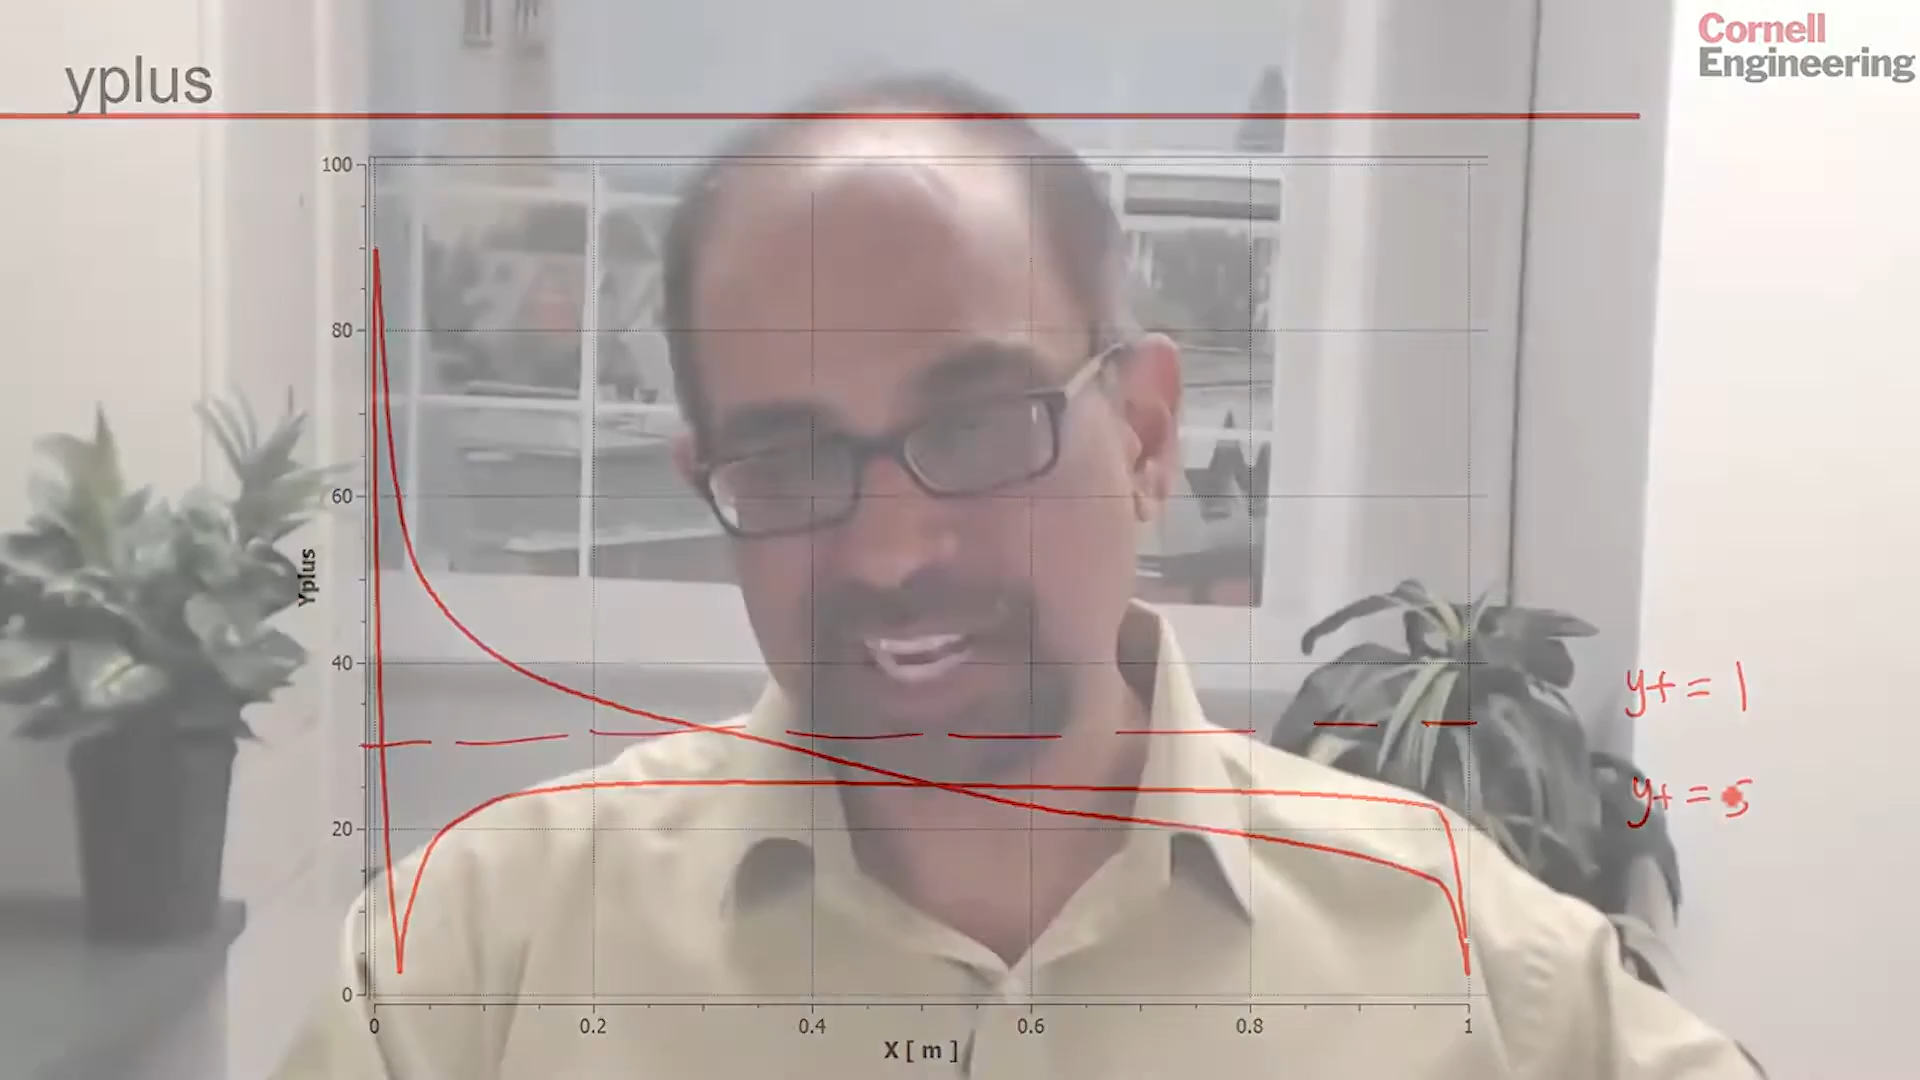 Cornell
Engineering
yplus
100
80
60
40
20
0
Yplus
0
0.2
0.4
0.6
0.8
1
X [ m ]
y+ = 1
y+ = 5